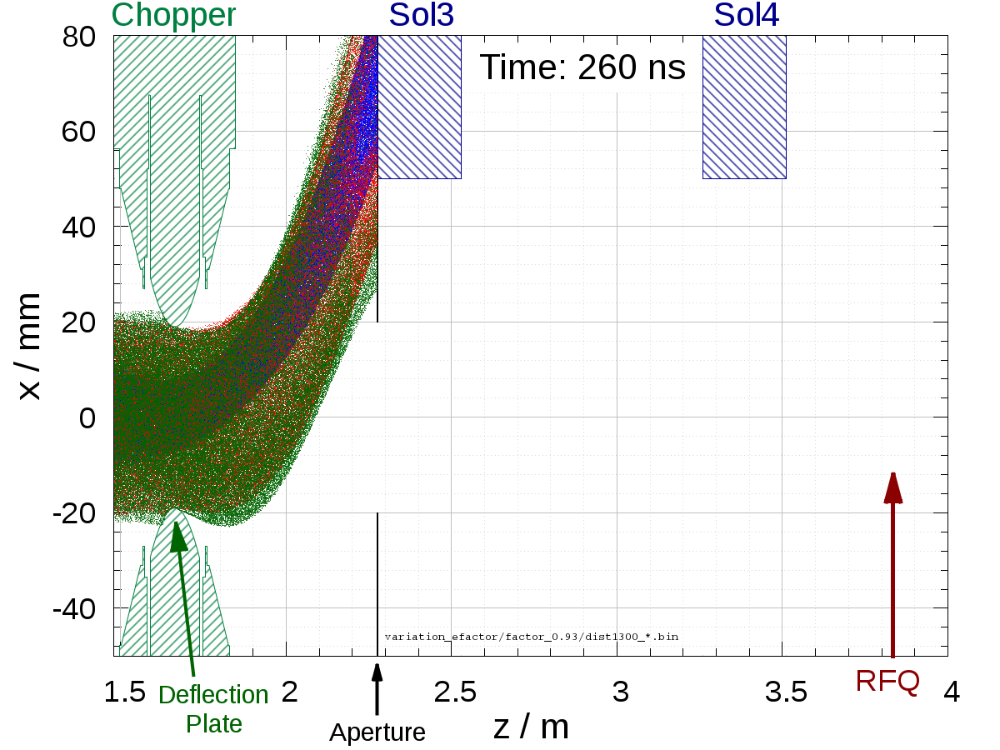 Chopper
Sol3
Sol4
Time: 260 ns
80
60
40
20
0
-20
-40
x / mm
variation_efactor/factor_0.93/dist1300_*.bin
1.5
2
2.5
3
3.5
4
Deflection
Plate
Aperture
z / m
RFQ